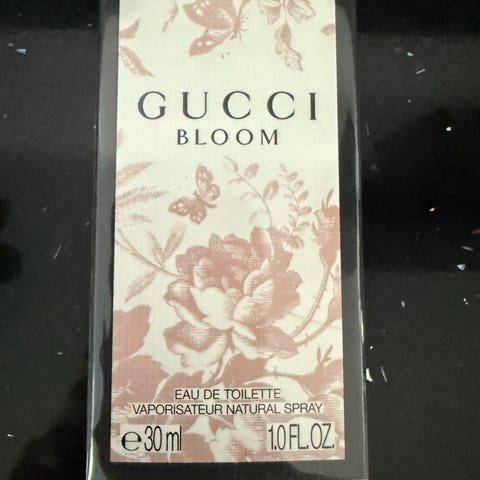 GUCCI
BLOOM
EAU DE TOILETTE
VAPORISATEUR NATURAL SPRAY
℮ 30 ml 1.0 FL.OZ.